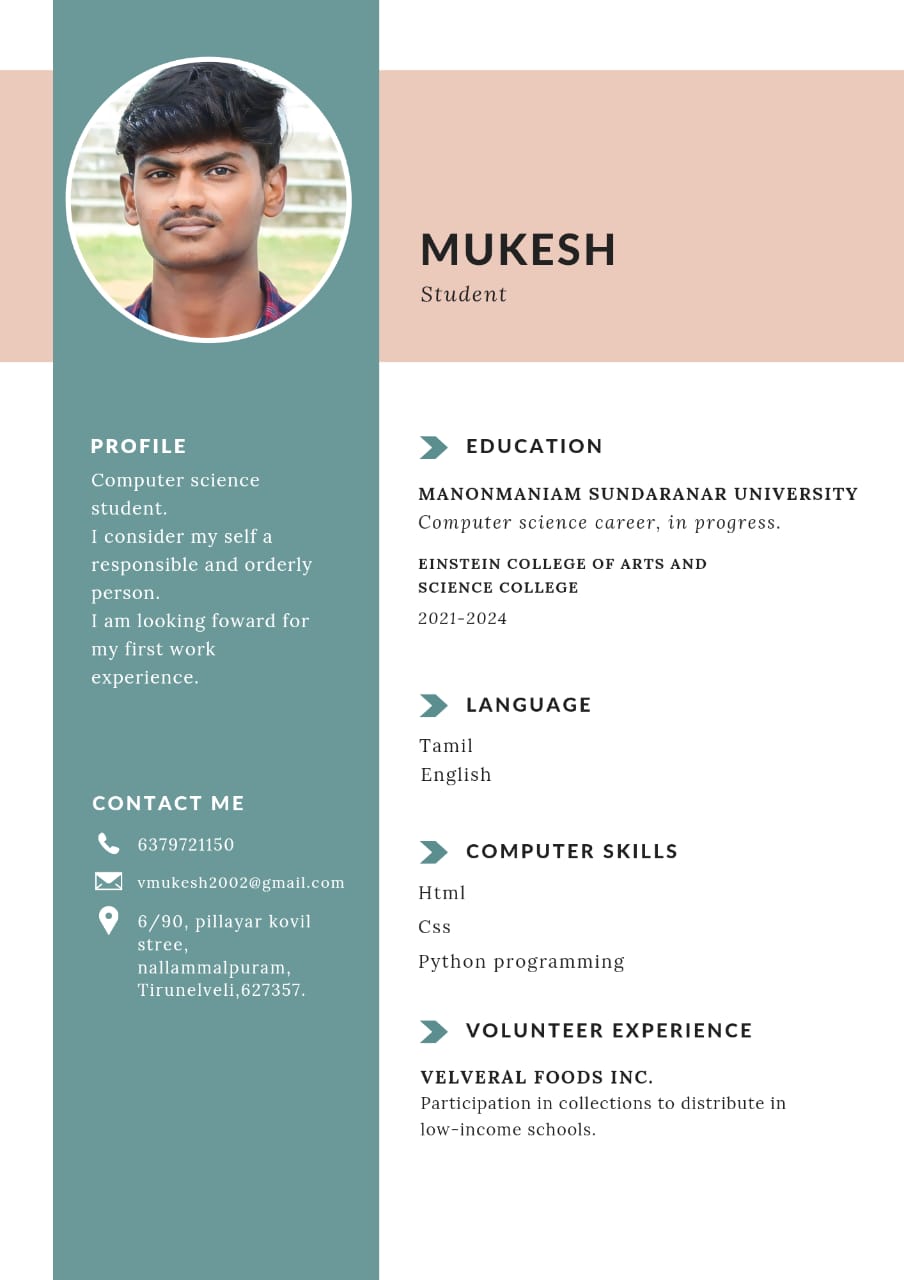 MUKESH
Student
PROFILE
Computer science
student.
I consider my self a
responsible and orderly
person.
I am looking foward for
my first work
experience.
CONTACT ME
6379721150
vmukesh2002@gmail.com
6/90, pillayar kovil
stree,
nallammalpuram,
Tirunelveli,627357.
EDUCATION
MANONMANIAM SUNDARANAR UNIVERSITY
Computer science career, in progress.
EINSTEIN COLLEGE OF ARTS AND
SCIENCE COLLEGE
2021-2024
LANGUAGE
Tamil
English
COMPUTER SKILLS
Html
Css
Python programming
VOLUNTEER EXPERIENCE
VELVERAL FOODS INC.
Participation in collections to distribute in
low-income schools.